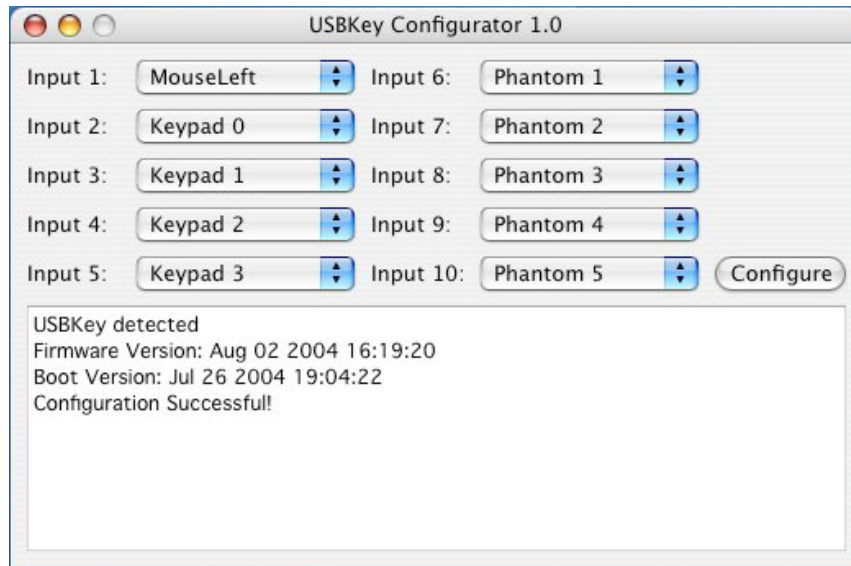 USBKey Configurator 1.0
Input 1: MouseLeft Input 6: Phantom 1
Input 2: Keypad 0 Input 7: Phantom 2
Input 3: Keypad 1 Input 8: Phantom 3
Input 4: Keypad 2 Input 9: Phantom 4
Input 5: Keypad 3 Input 10: Phantom 5 Configure
USBKey detected
Firmware Version: Aug 02 2004 16:19:20
Boot Version: Jul 26 2004 19:04:22
Configuration Successful!